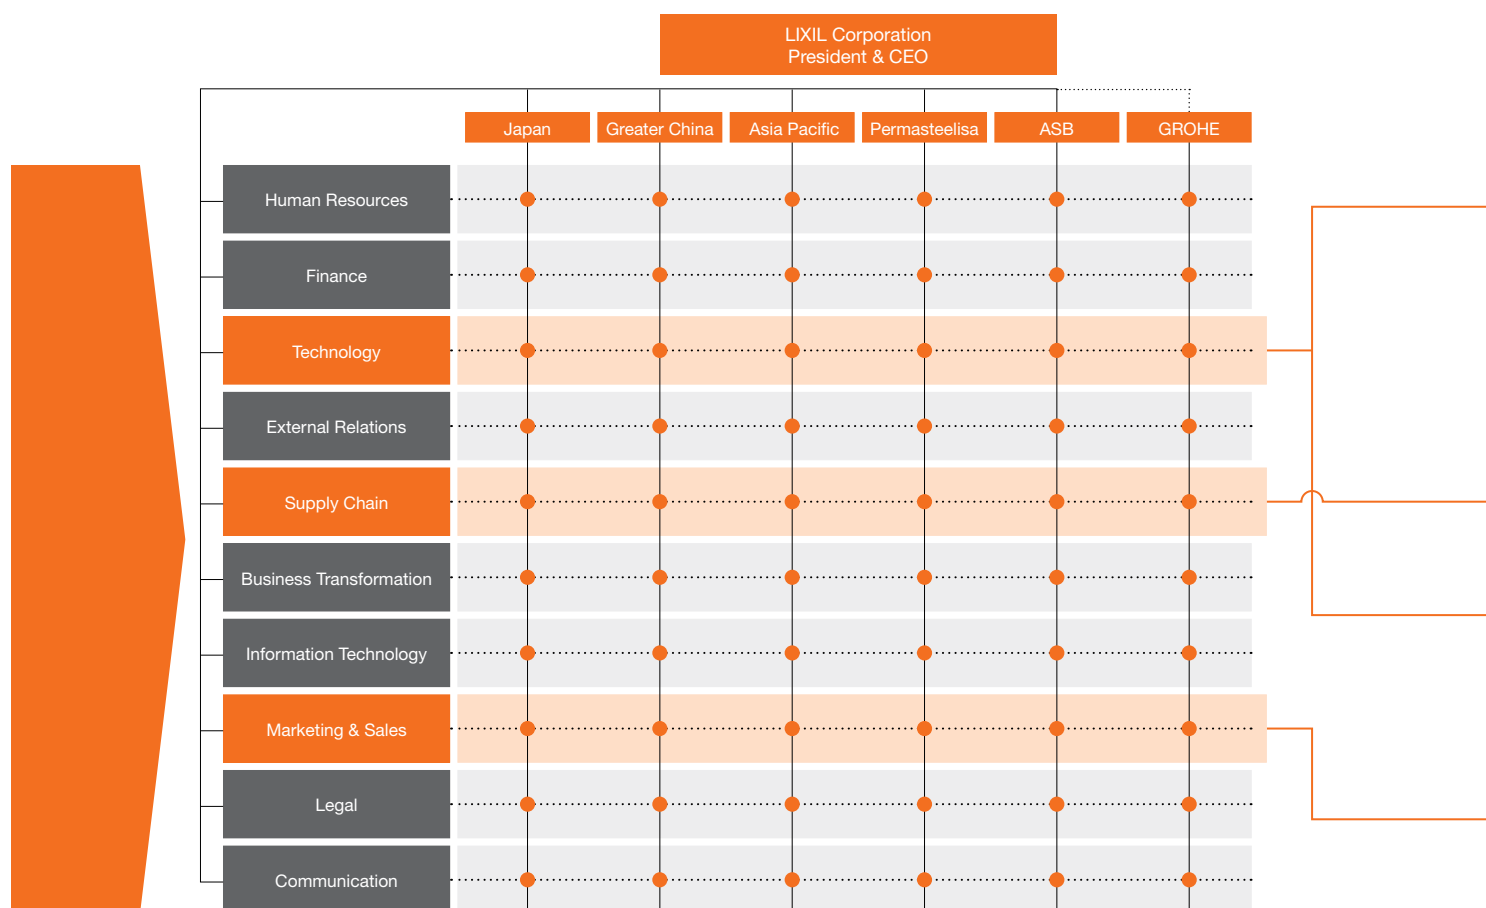 LIXIL Corporation
President & CEO
Japan
Greater China
Asia Pacific
Permasteelisa
ASB
GROHE
Human Resources
Finance
Technology
External Relations
Supply Chain
Business Transformation
Information Technology
Marketing & Sales
Legal
Communication